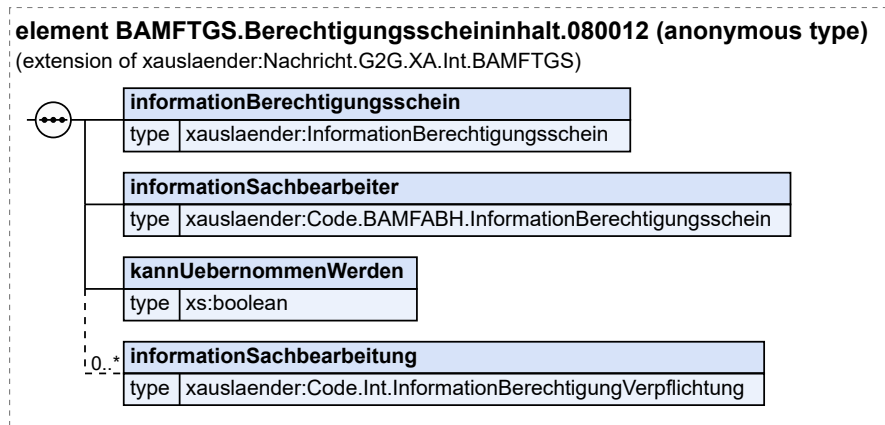 element BAMFTGS.Berechtigungsscheininhalt.080012 (anonymous type)
(extension of xauslaender:Nachricht.G2G.XA.Int.BAMFTGS)
informationBerechtigungsschein
type xauslaender:InformationBerechtigungsschein
informationSachbearbeiter
type xauslaender:Code.BAMFABH.InformationBerechtigungsschein
kannUebernommenWerden
type xs:boolean
0..* informationSachbearbeitung
type xauslaender:Code.Int.InformationBerechtigungVerpflichtung